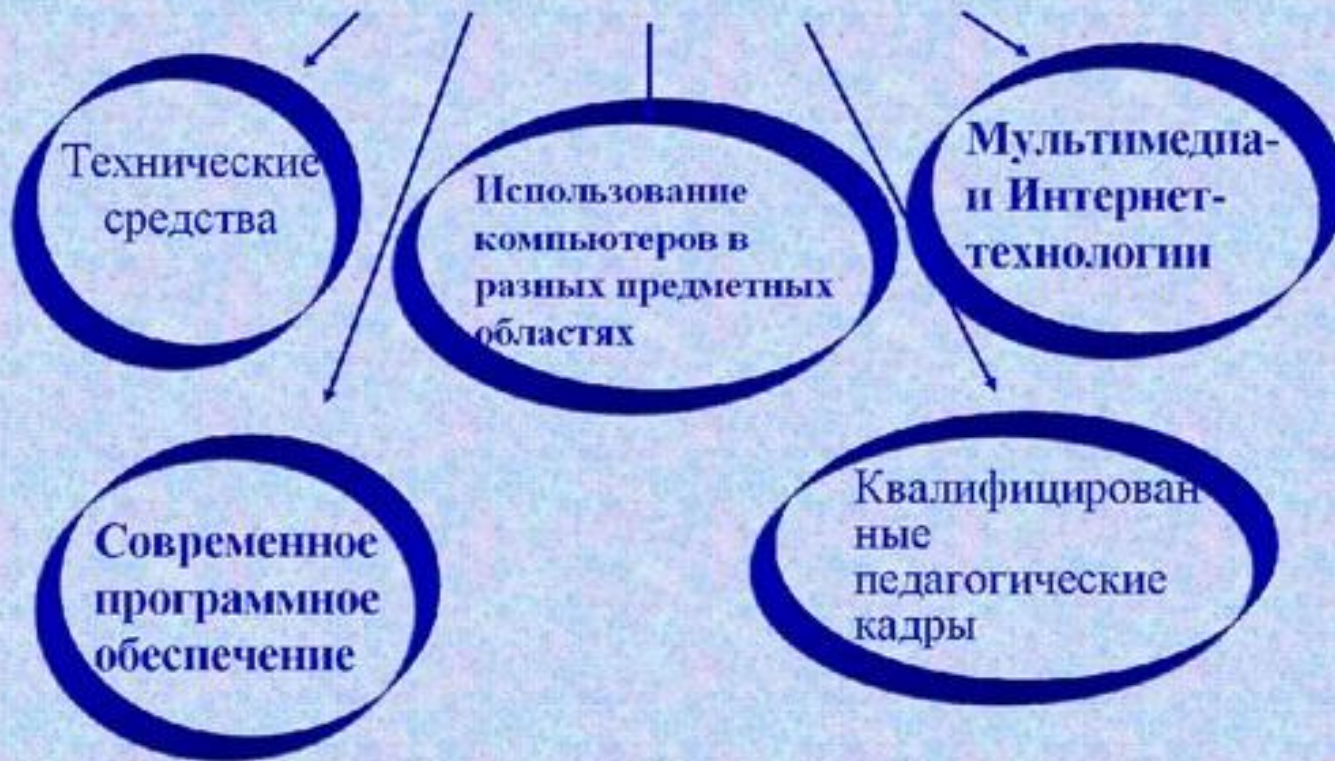 Технические
средства
Использование
компьютеров в
разных предметных
областях
Мультимедиа-
и Интернет-
технологии
Современное
программное
обеспечение
Квалифицирован
ные
педагогические
кадры